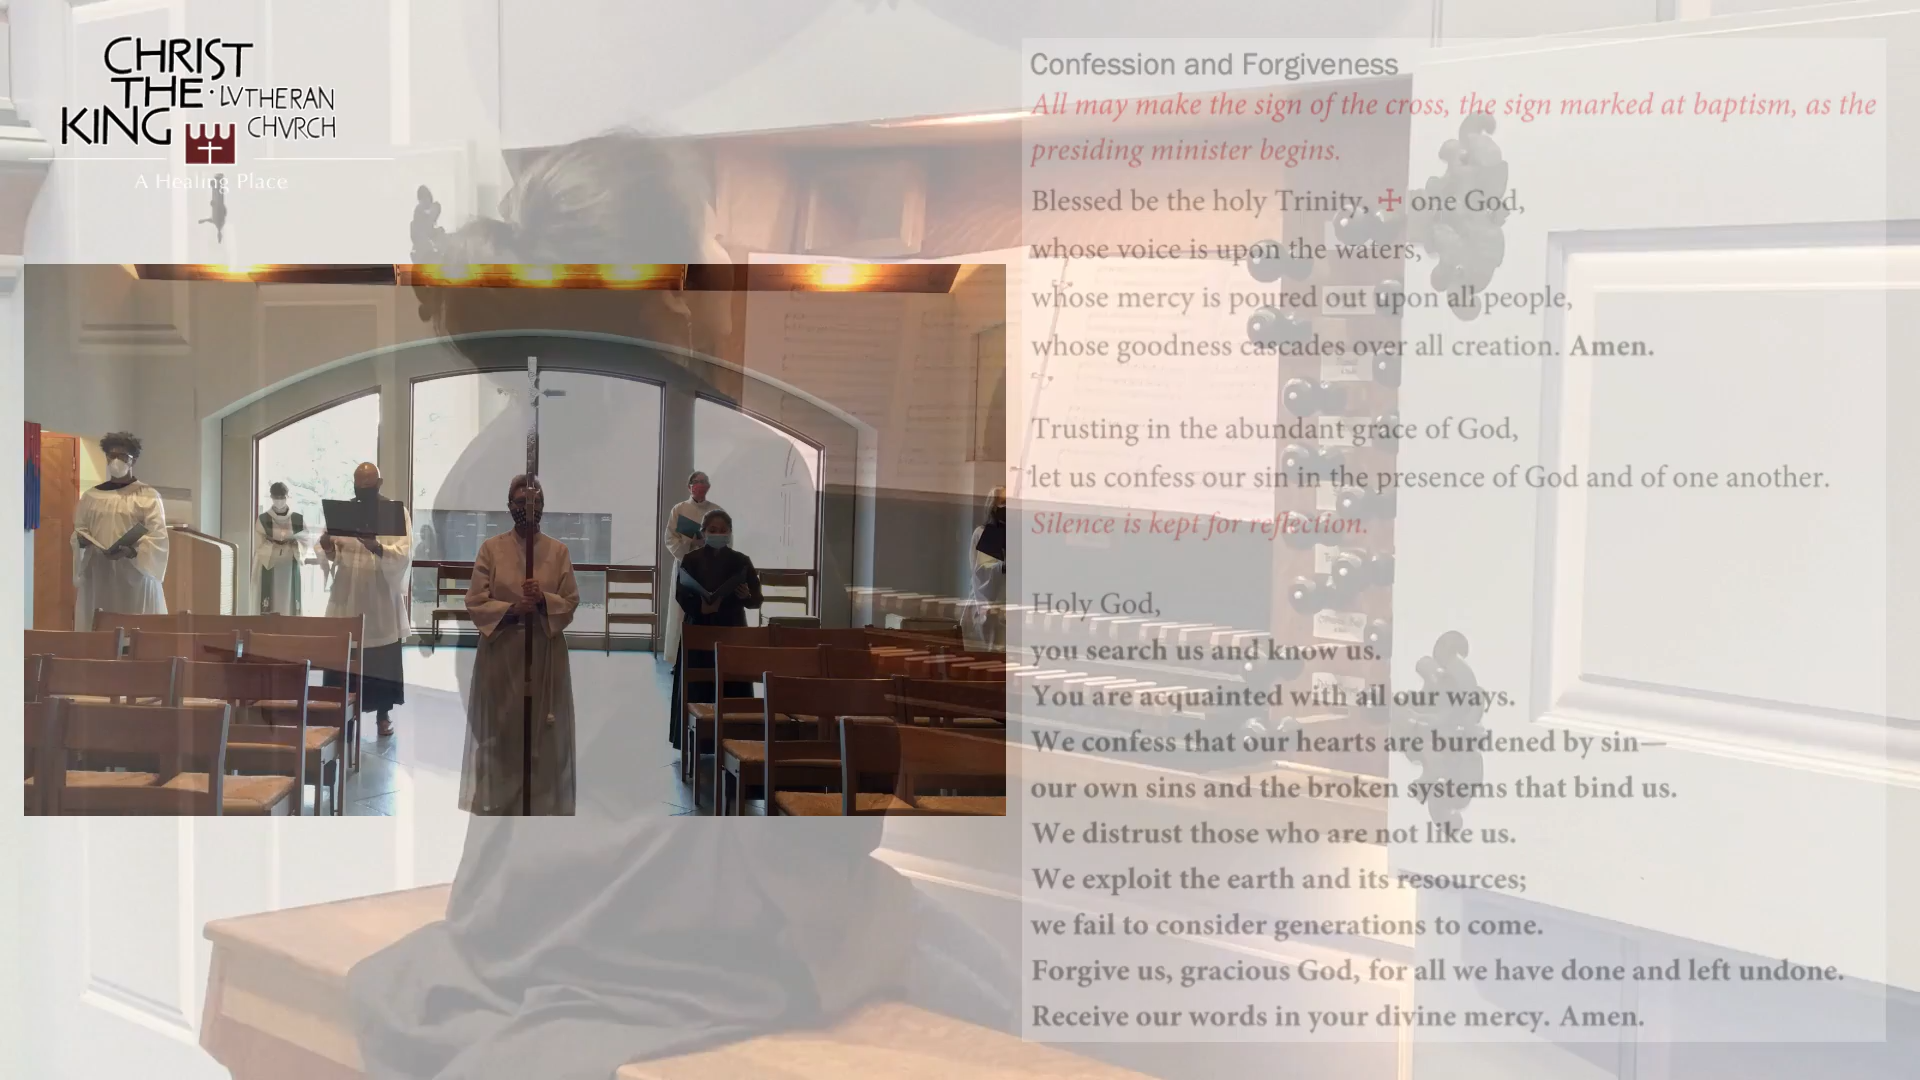 CHRIST
THE · LVTHERAN
KING CHVRCH
A Healing Place
Confession and Forgiveness
All may make the sign of the cross, the sign marked at baptism, as the
presiding minister begins.
Blessed be the holy Trinity, ☩ one God,
whose voice is upon the waters,
whose mercy is poured out upon all people,
whose goodness cascades over all creation. Amen.
Trusting in the abundant grace of God,
let us confess our sin in the presence of God and of one another.
Silence is kept for reflection.
Holy God,
you search us and know us.
You are acquainted with all our ways.
We confess that our hearts are burdened by sin—
our own sins and the broken systems that bind us.
We distrust those who are not like us.
We exploit the earth and its resources;
we fail to consider generations to come.
Forgive us, gracious God, for all we have done and left undone.
Receive our words in your divine mercy. Amen.